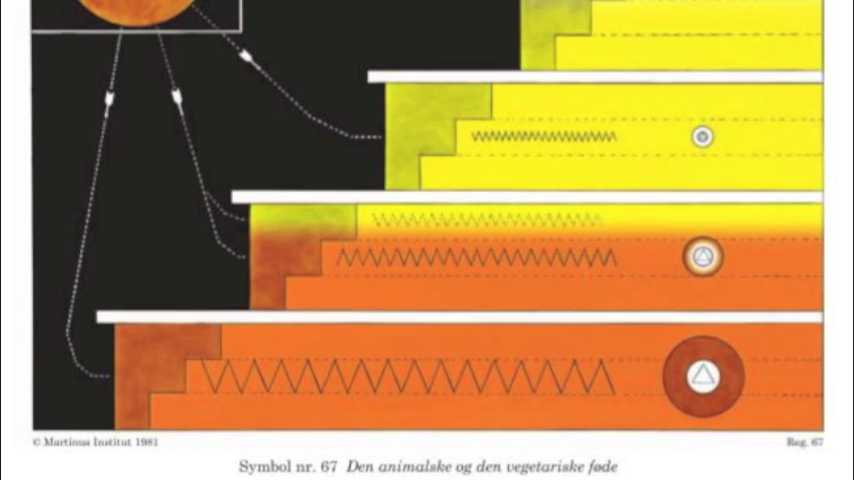 © Martinus Institut 1981
Reg. 67
Symbol nr. 67 Den animalske og den vegetariske føde